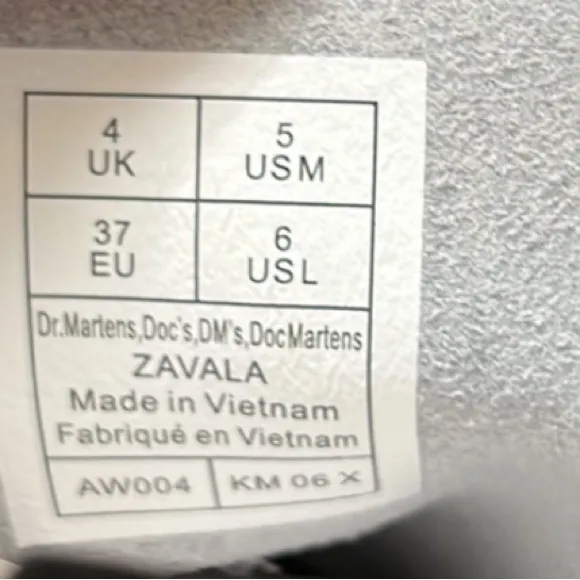 4 UK
5 USM
37 EU
6 USL
Dr.Martens,Doc's,DM's,DocMartens
ZAVALA
Made in Vietnam
Fabriqué en Vietnam
AW004
KM 06 X